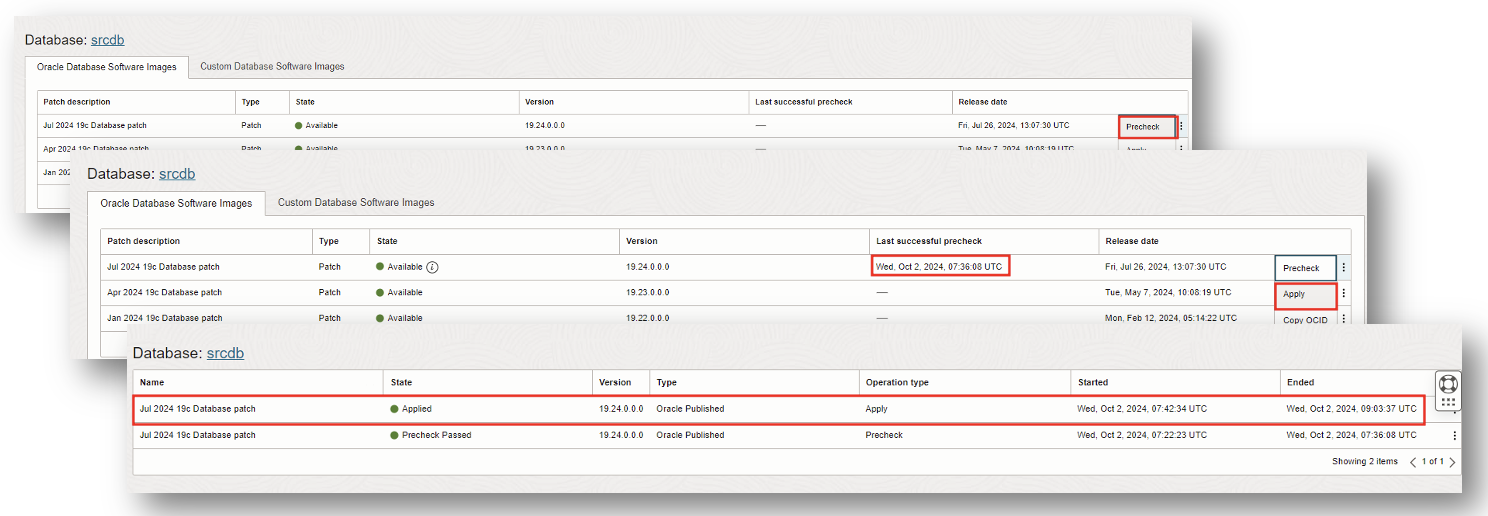 Database: srcdb
Oracle Database Software Images Custom Database Software Images
Patch description Type State Version Last successful precheck Release date
Jul 2024 19c Database patch Patch Available 19.24.0.0.0 — Fri, Jul 26, 2024, 13:07:30 UTC Precheck
Apr 2024 19c Database patch Patch Available 19.23.0.0.0 — Tue, May 7, 2024, 10:08:19 UTC Apply
Jan
Database: srcdb
Oracle Database Software Images Custom Database Software Images
Patch description Type State Version Last successful precheck Release date
Jul 2024 19c Database patch Patch Available i 19.24.0.0.0 Wed, Oct 2, 2024, 07:36:08 UTC Fri, Jul 26, 2024, 13:07:30 UTC Precheck
Apr 2024 19c Database patch Patch Available 19.23.0.0.0 — Tue, May 7, 2024, 10:08:19 UTC Apply
Jan 2024 19c Database patch Patch Available 19.22.0.0.0 — Mon, Feb 12, 2024, 05:14:22 UTC Copy OCID
Database: srcdb
Name State Version Type Operation type Started Ended
Jul 2024 19c Database patch Applied 19.24.0.0.0 Oracle Published Apply Wed, Oct 2, 2024, 07:42:34 UTC Wed, Oct 2, 2024, 09:03:37 UTC
Jul 2024 19c Database patch Precheck Passed 19.24.0.0.0 Oracle Published Precheck Wed, Oct 2, 2024, 07:22:23 UTC Wed, Oct 2, 2024, 07:36:08 UTC
Showing 2 items < 1 of 1 >